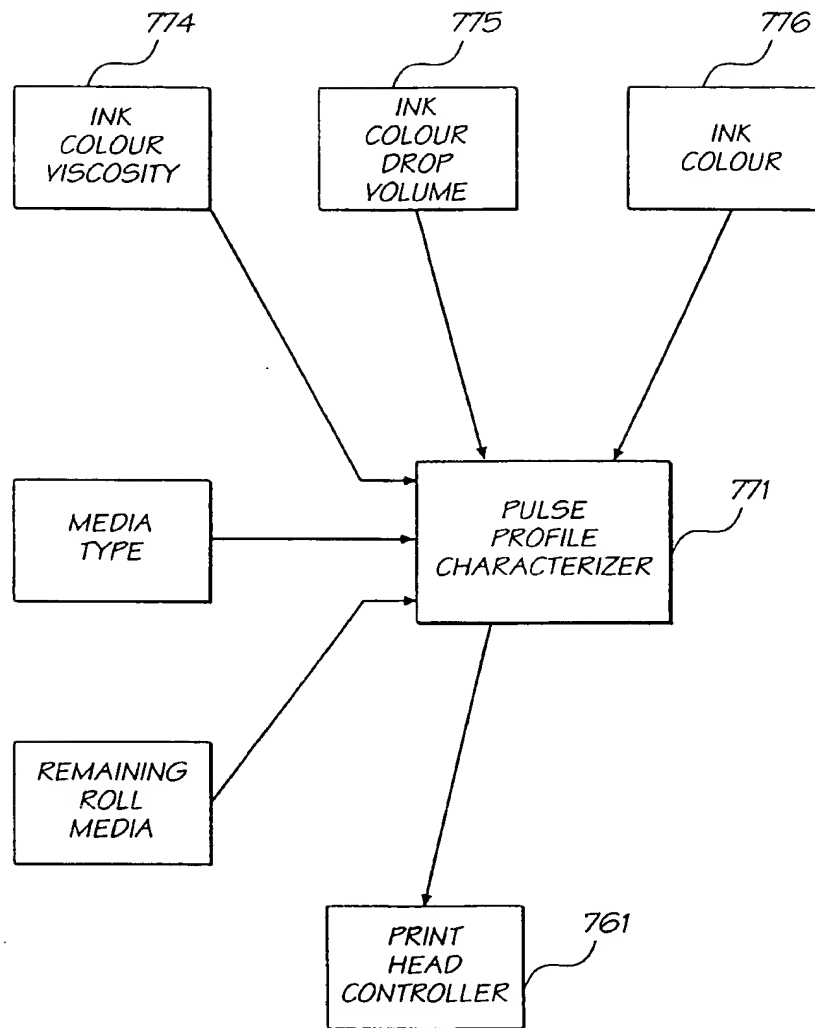 774
775
776
INK
COLOUR
VISCOSITY
INK
COLOUR
DROP
VOLUME
INK
COLOUR
771
PULSE
PROFILE
CHARACTERIZER
MEDIA
TYPE
REMAINING
ROLL
MEDIA
761
PRINT
HEAD
CONTROLLER